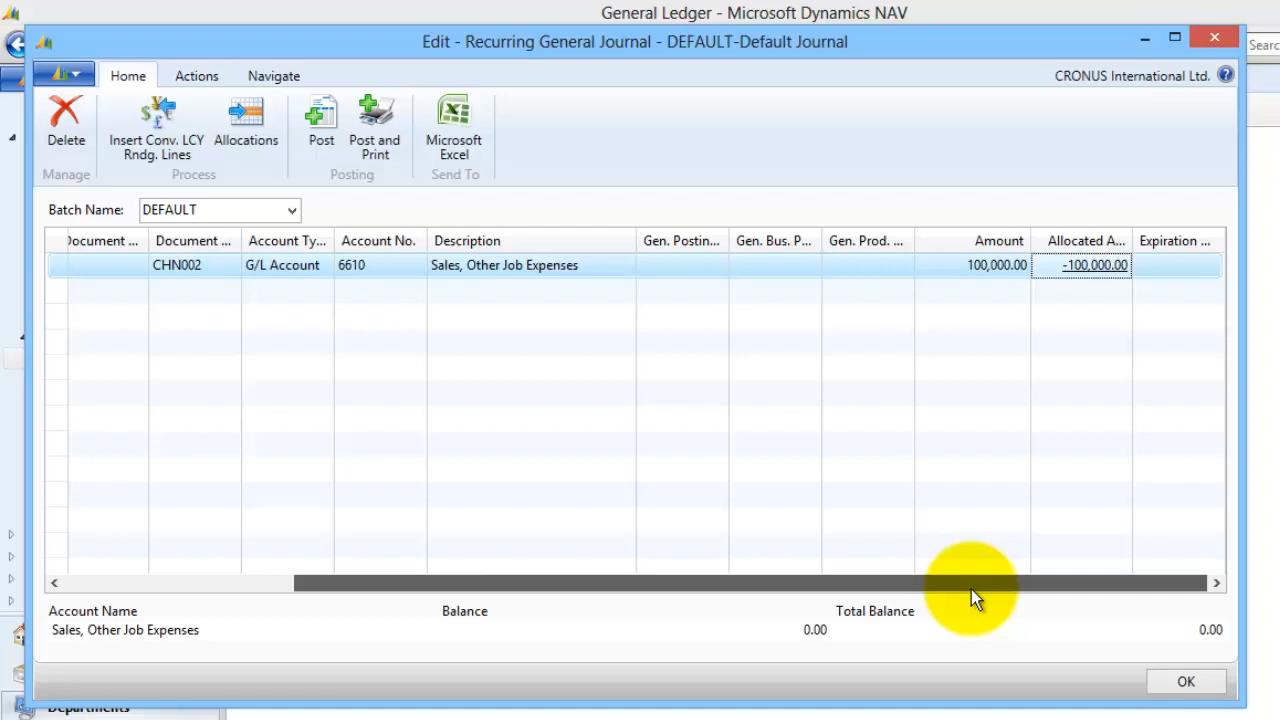 General Ledger - Microsoft Dynamics NAV
Edit - Recurring General Journal - DEFAULT-Default Journal
Searc
Home Actions Navigate CRONUS International Ltd.
Delete Insert Conv. LCY Rndg. Lines Allocations Post Post and Print Microsoft Excel
Manage Process Posting Send To
Batch Name: DEFAULT
Document ... Document ... Account Ty... Account No. Description Gen. Postin... Gen. Bus. P... Gen. Prod. ... Amount Allocated A... Expiration ...
CHN002 G/L Account 6610 Sales, Other Job Expenses 100,000.00 -100,000.00
Account Name Balance Total Balance
Sales, Other Job Expenses 0.00 0.00
OK
Departments